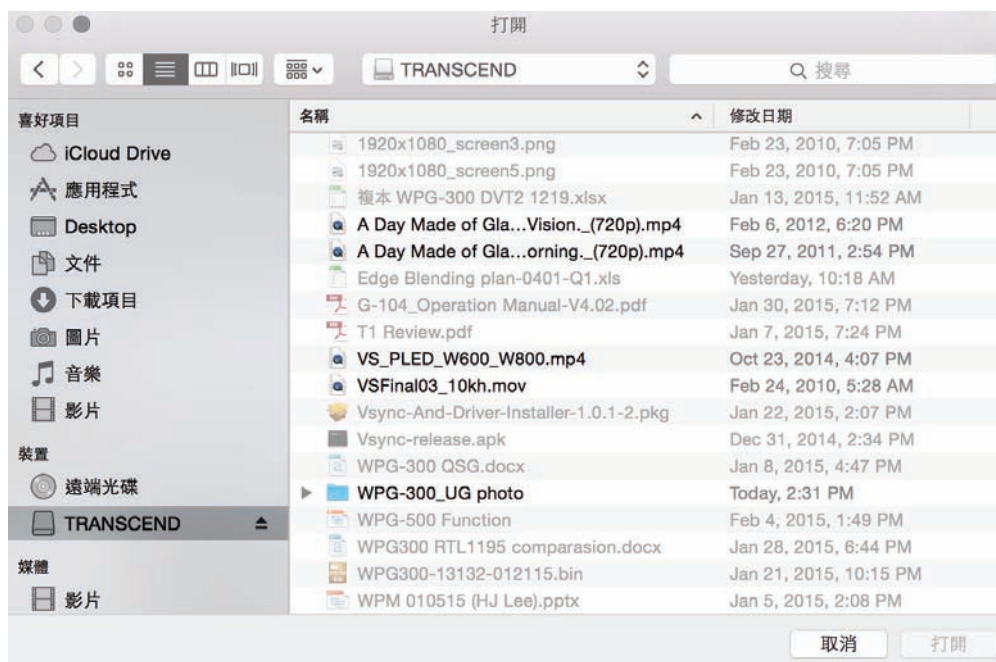 打開
TRANSCEND
搜尋
喜好項目
iCloud Drive
應用程式
Desktop
文件
下載項目
圖片
音樂
影片
裝置
遠端光碟
TRANSCEND
媒體
影片
名稱 修改日期
1920x1080_screen3.png Feb 23, 2010, 7:05 PM
1920x1080_screen5.png Feb 23, 2010, 7:05 PM
複本 WPG-300 DVT2 1219.xlsx Jan 13, 2015, 11:52 AM
A Day Made of Gla...Vision._(720p).mp4 Feb 6, 2012, 6:20 PM
A Day Made of Gla...orning._(720p).mp4 Sep 27, 2011, 2:54 PM
Edge Blending plan-0401-Q1.xls Yesterday, 10:18 AM
G-104_Operation Manual-V4.02.pdf Jan 30, 2015, 7:12 PM
T1 Review.pdf Jan 7, 2015, 7:24 PM
VS_PLED_W600_W800.mp4 Oct 23, 2014, 4:07 PM
VSFinal03_10kh.mov Feb 24, 2010, 5:28 AM
Vsync-And-Driver-Installer-1.0.1-2.pkg Jan 22, 2015, 2:07 PM
Vsync-release.apk Dec 31, 2014, 2:34 PM
WPG-300 QSG.docx Jan 8, 2015, 4:47 PM
WPG-300_UG photo Today, 2:31 PM
WPG-500 Function Feb 4, 2015, 1:49 PM
WPG300 RTL1195 comparasion.docx Jan 28, 2015, 6:44 PM
WPG300-13132-012115.bin Jan 21, 2015, 10:15 PM
WPM 010515 (HJ Lee).pptx Jan 5, 2015, 2:08 PM
取消 打開